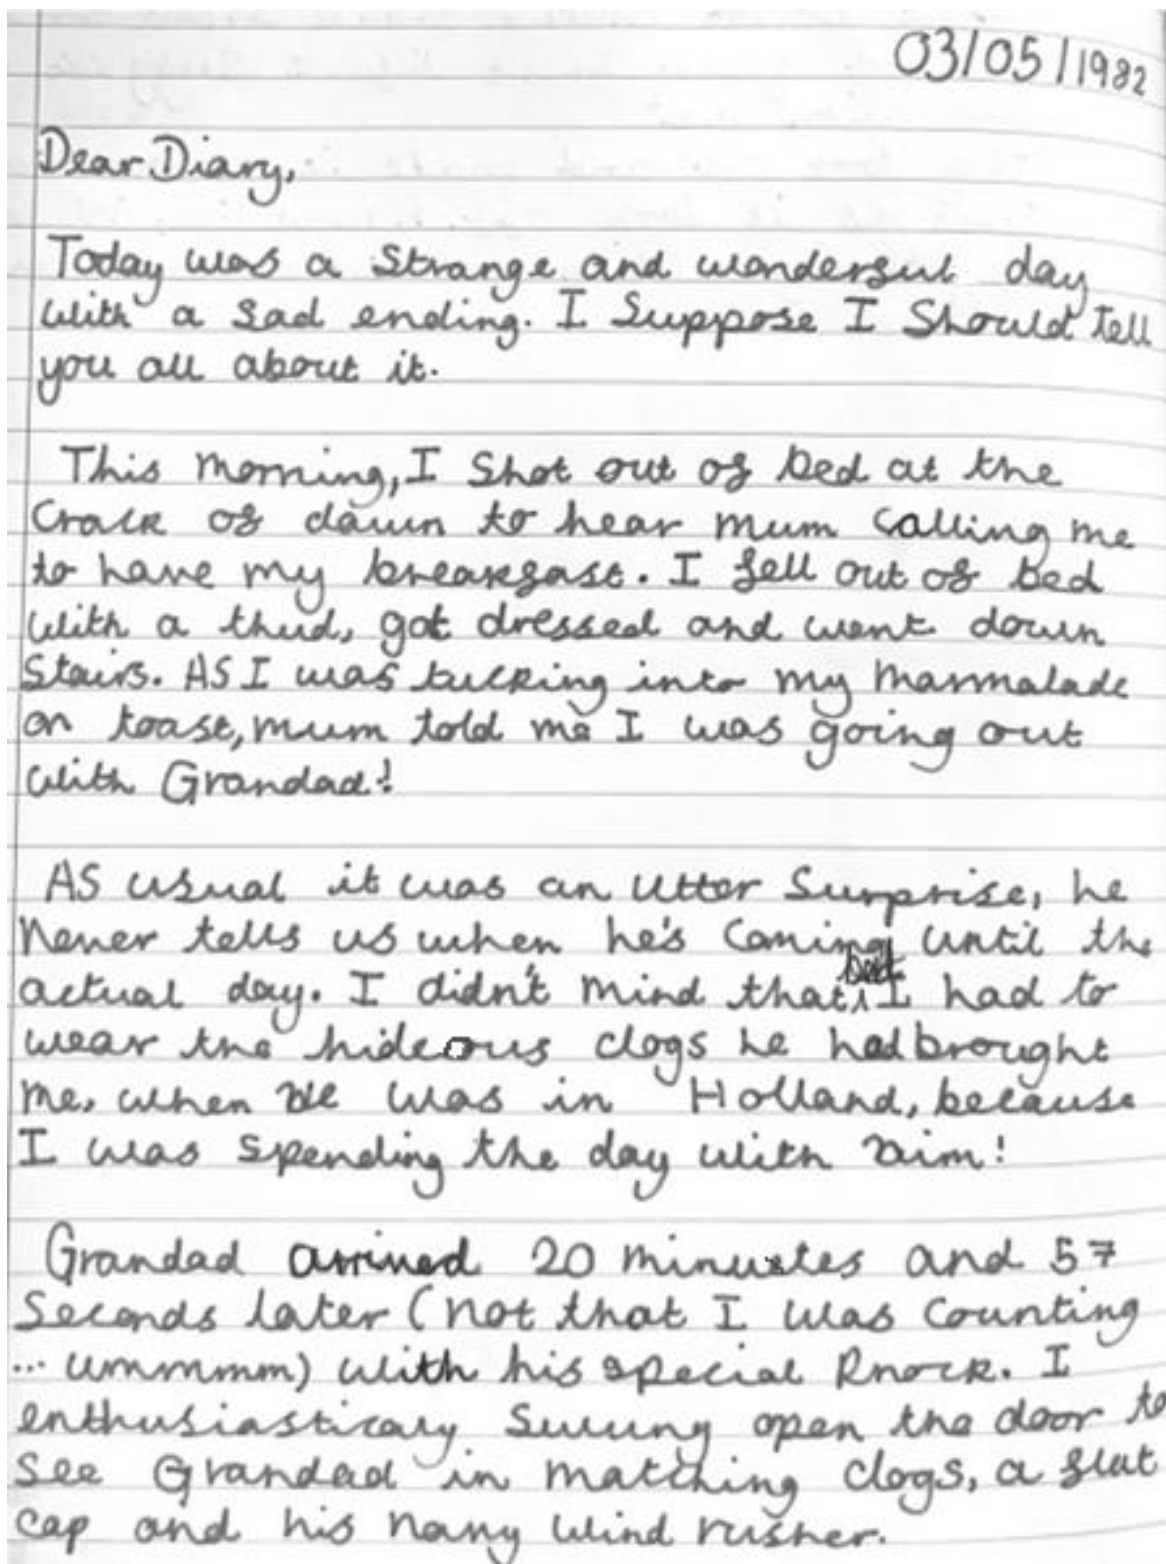 03/05/1982
Dear Diary,
Today was a strange and wonderful day
with a sad ending. I suppose I should tell
you all about it.
This morning, I shot out of bed at the
crack of dawn to hear mum calling me
to have my breakfast. I fell out of bed
with a thud, got dressed and went down
stairs. As I was tucking into my marmalade
on toast, mum told me I was going out
with Grandad!
As usual it was an utter surprise, he
never tells us when he's coming until the
actual day. I didn't mind that I had to
wear the hideous clogs he had brought
me, when he was in Holland, because
I was spending the day with him!
Grandad arrived 20 minutes and 57
seconds later (not that I was counting
... ummmm) with his special knock. I
enthusiasticaly swung open the door to
see Grandad in matching clogs, a flat
cap and his navy wind rusher.